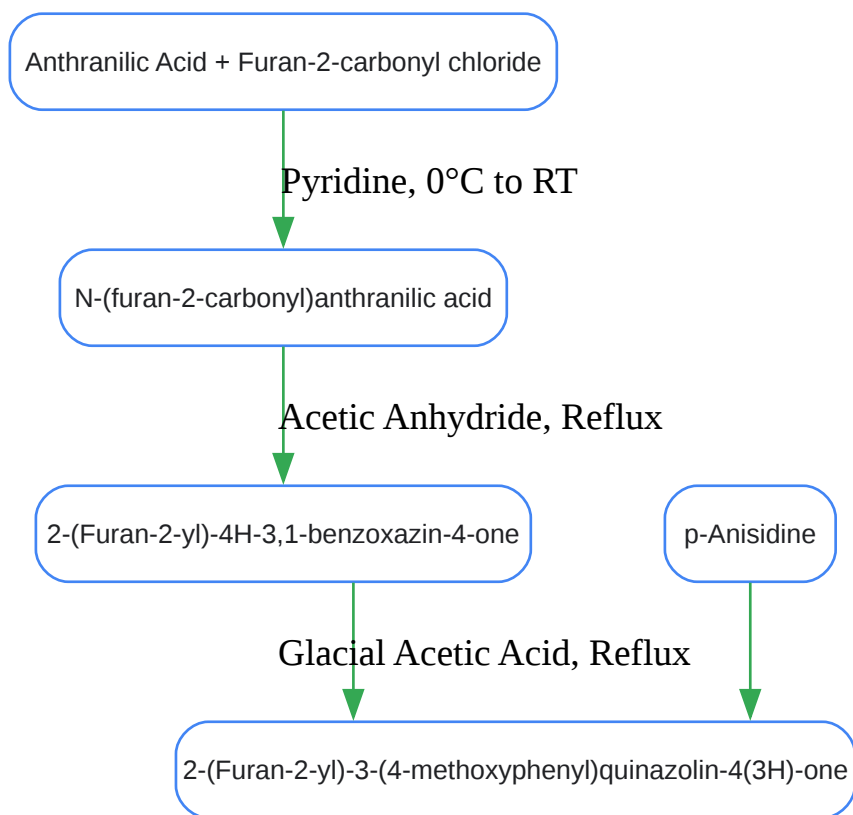 Anthranilic Acid + Furan-2-carbonyl chloride
Pyridine, 0°C to RT
N-(furan-2-carbonyl)anthranilic acid
Acetic Anhydride, Reflux
2-(Furan-2-yl)-4H-3,1-benzoxazin-4-one
p-Anisidine
Glacial Acetic Acid, Reflux
2-(Furan-2-yl)-3-(4-methoxyphenyl)quinazolin-4(3H)-one